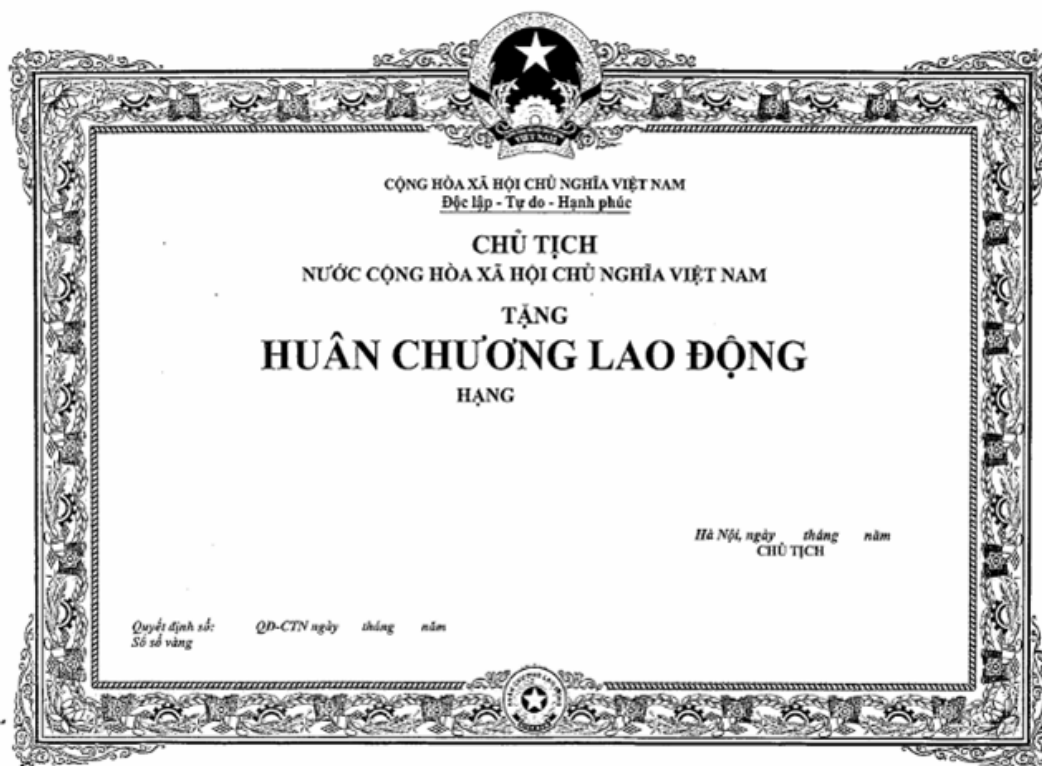 VIỆT NAM
CỘNG HÒA XÃ HỘI CHỦ NGHĨA VIỆT NAM
Độc lập - Tự do - Hạnh phúc
CHỦ TỊCH
NƯỚC CỘNG HÒA XÃ HỘI CHỦ NGHĨA VIỆT NAM
TẶNG
HUÂN CHƯƠNG LAO ĐỘNG
HẠNG
Hà Nội, ngày tháng năm
CHỦ TỊCH
Quyết định số: QĐ-CTN ngày tháng năm
Số sổ vàng